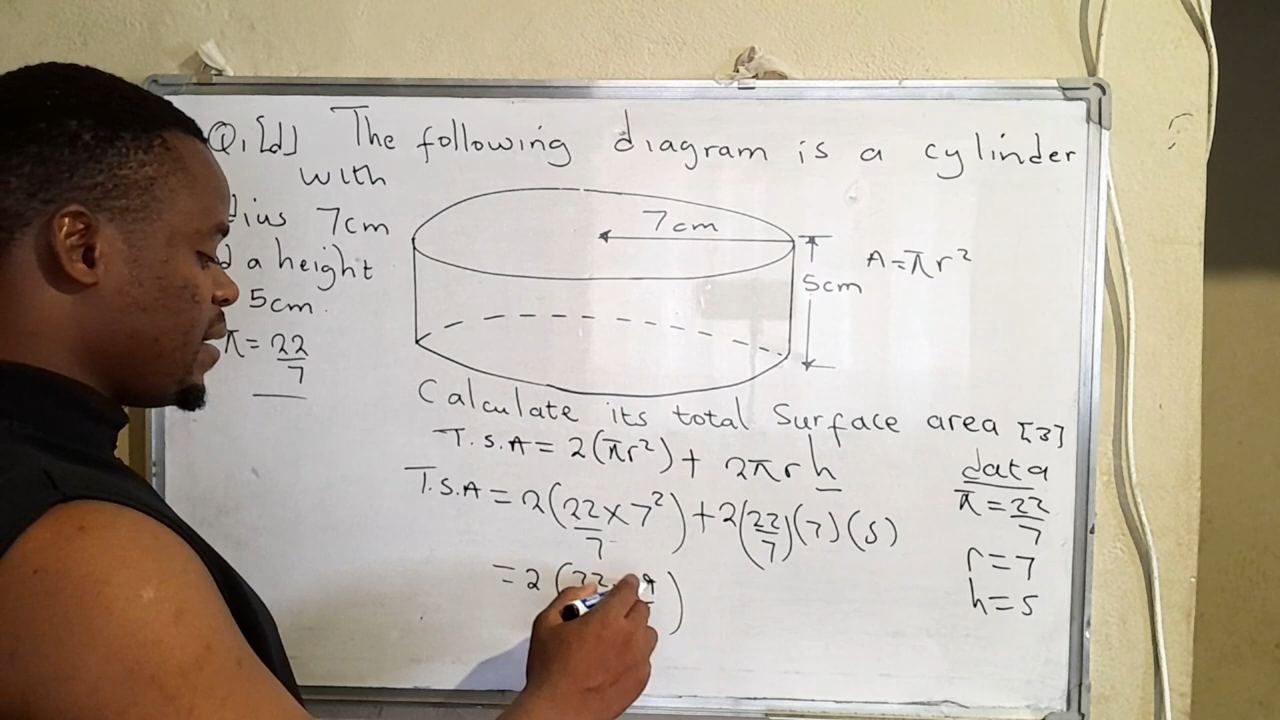 Q1[d] The following diagram is a cylinder
with
7cm
a height
5cm.
π = 22/7
7cm
5cm
A = πr²
Calculate its total Surface area [3]
T.S.A = 2(πr²) + 2πrh
T.S.A = 2(22/7 × 7²) + 2(22/7)(7)(5)
= 2(22
data
π = 22/7
r = 7
h = 5